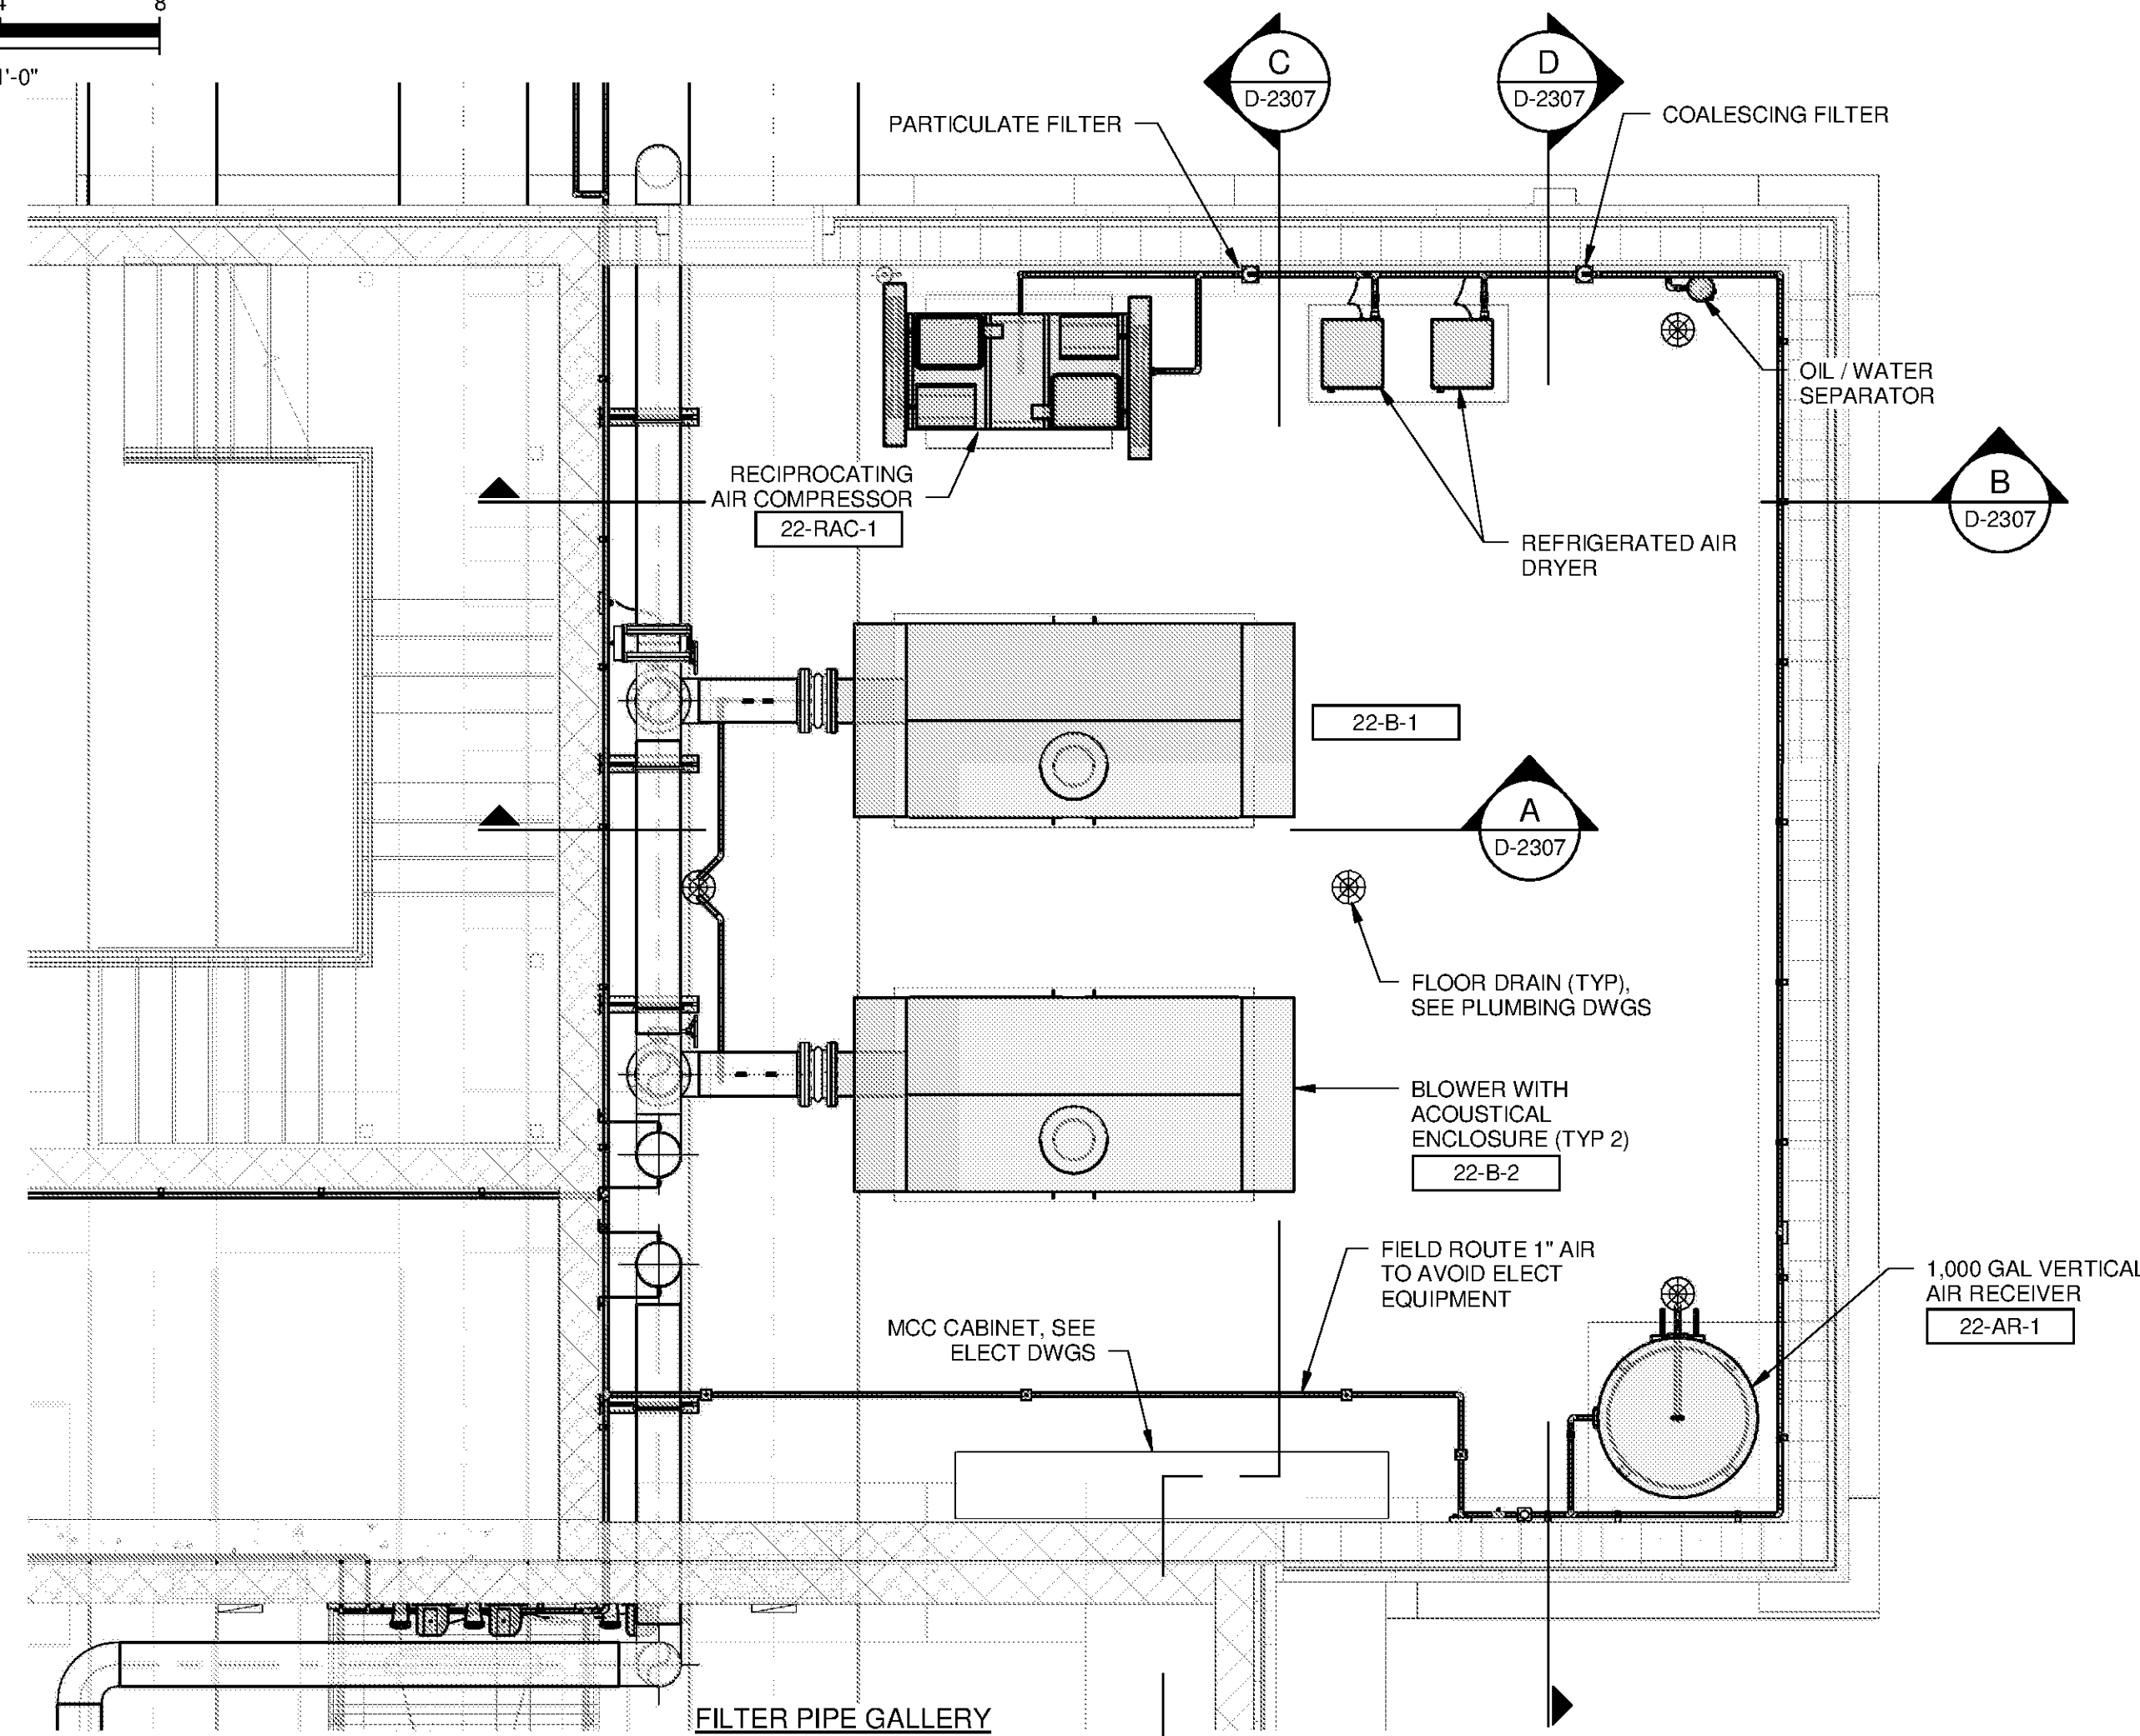 4 8
1'-0"
C
D-2307
D
D-2307
PARTICULATE FILTER
COALESCING FILTER
OIL / WATER
SEPARATOR
RECIPROCATING
AIR COMPRESSOR
22-RAC-1
B
D-2307
REFRIGERATED AIR
DRYER
22-B-1
A
D-2307
FLOOR DRAIN (TYP),
SEE PLUMBING DWGS
BLOWER WITH
ACOUSTICAL
ENCLOSURE (TYP 2)
22-B-2
FIELD ROUTE 1" AIR
TO AVOID ELECT
EQUIPMENT
1,000 GAL VERTICAL
AIR RECEIVER
22-AR-1
MCC CABINET, SEE
ELECT DWGS
FILTER PIPE GALLERY